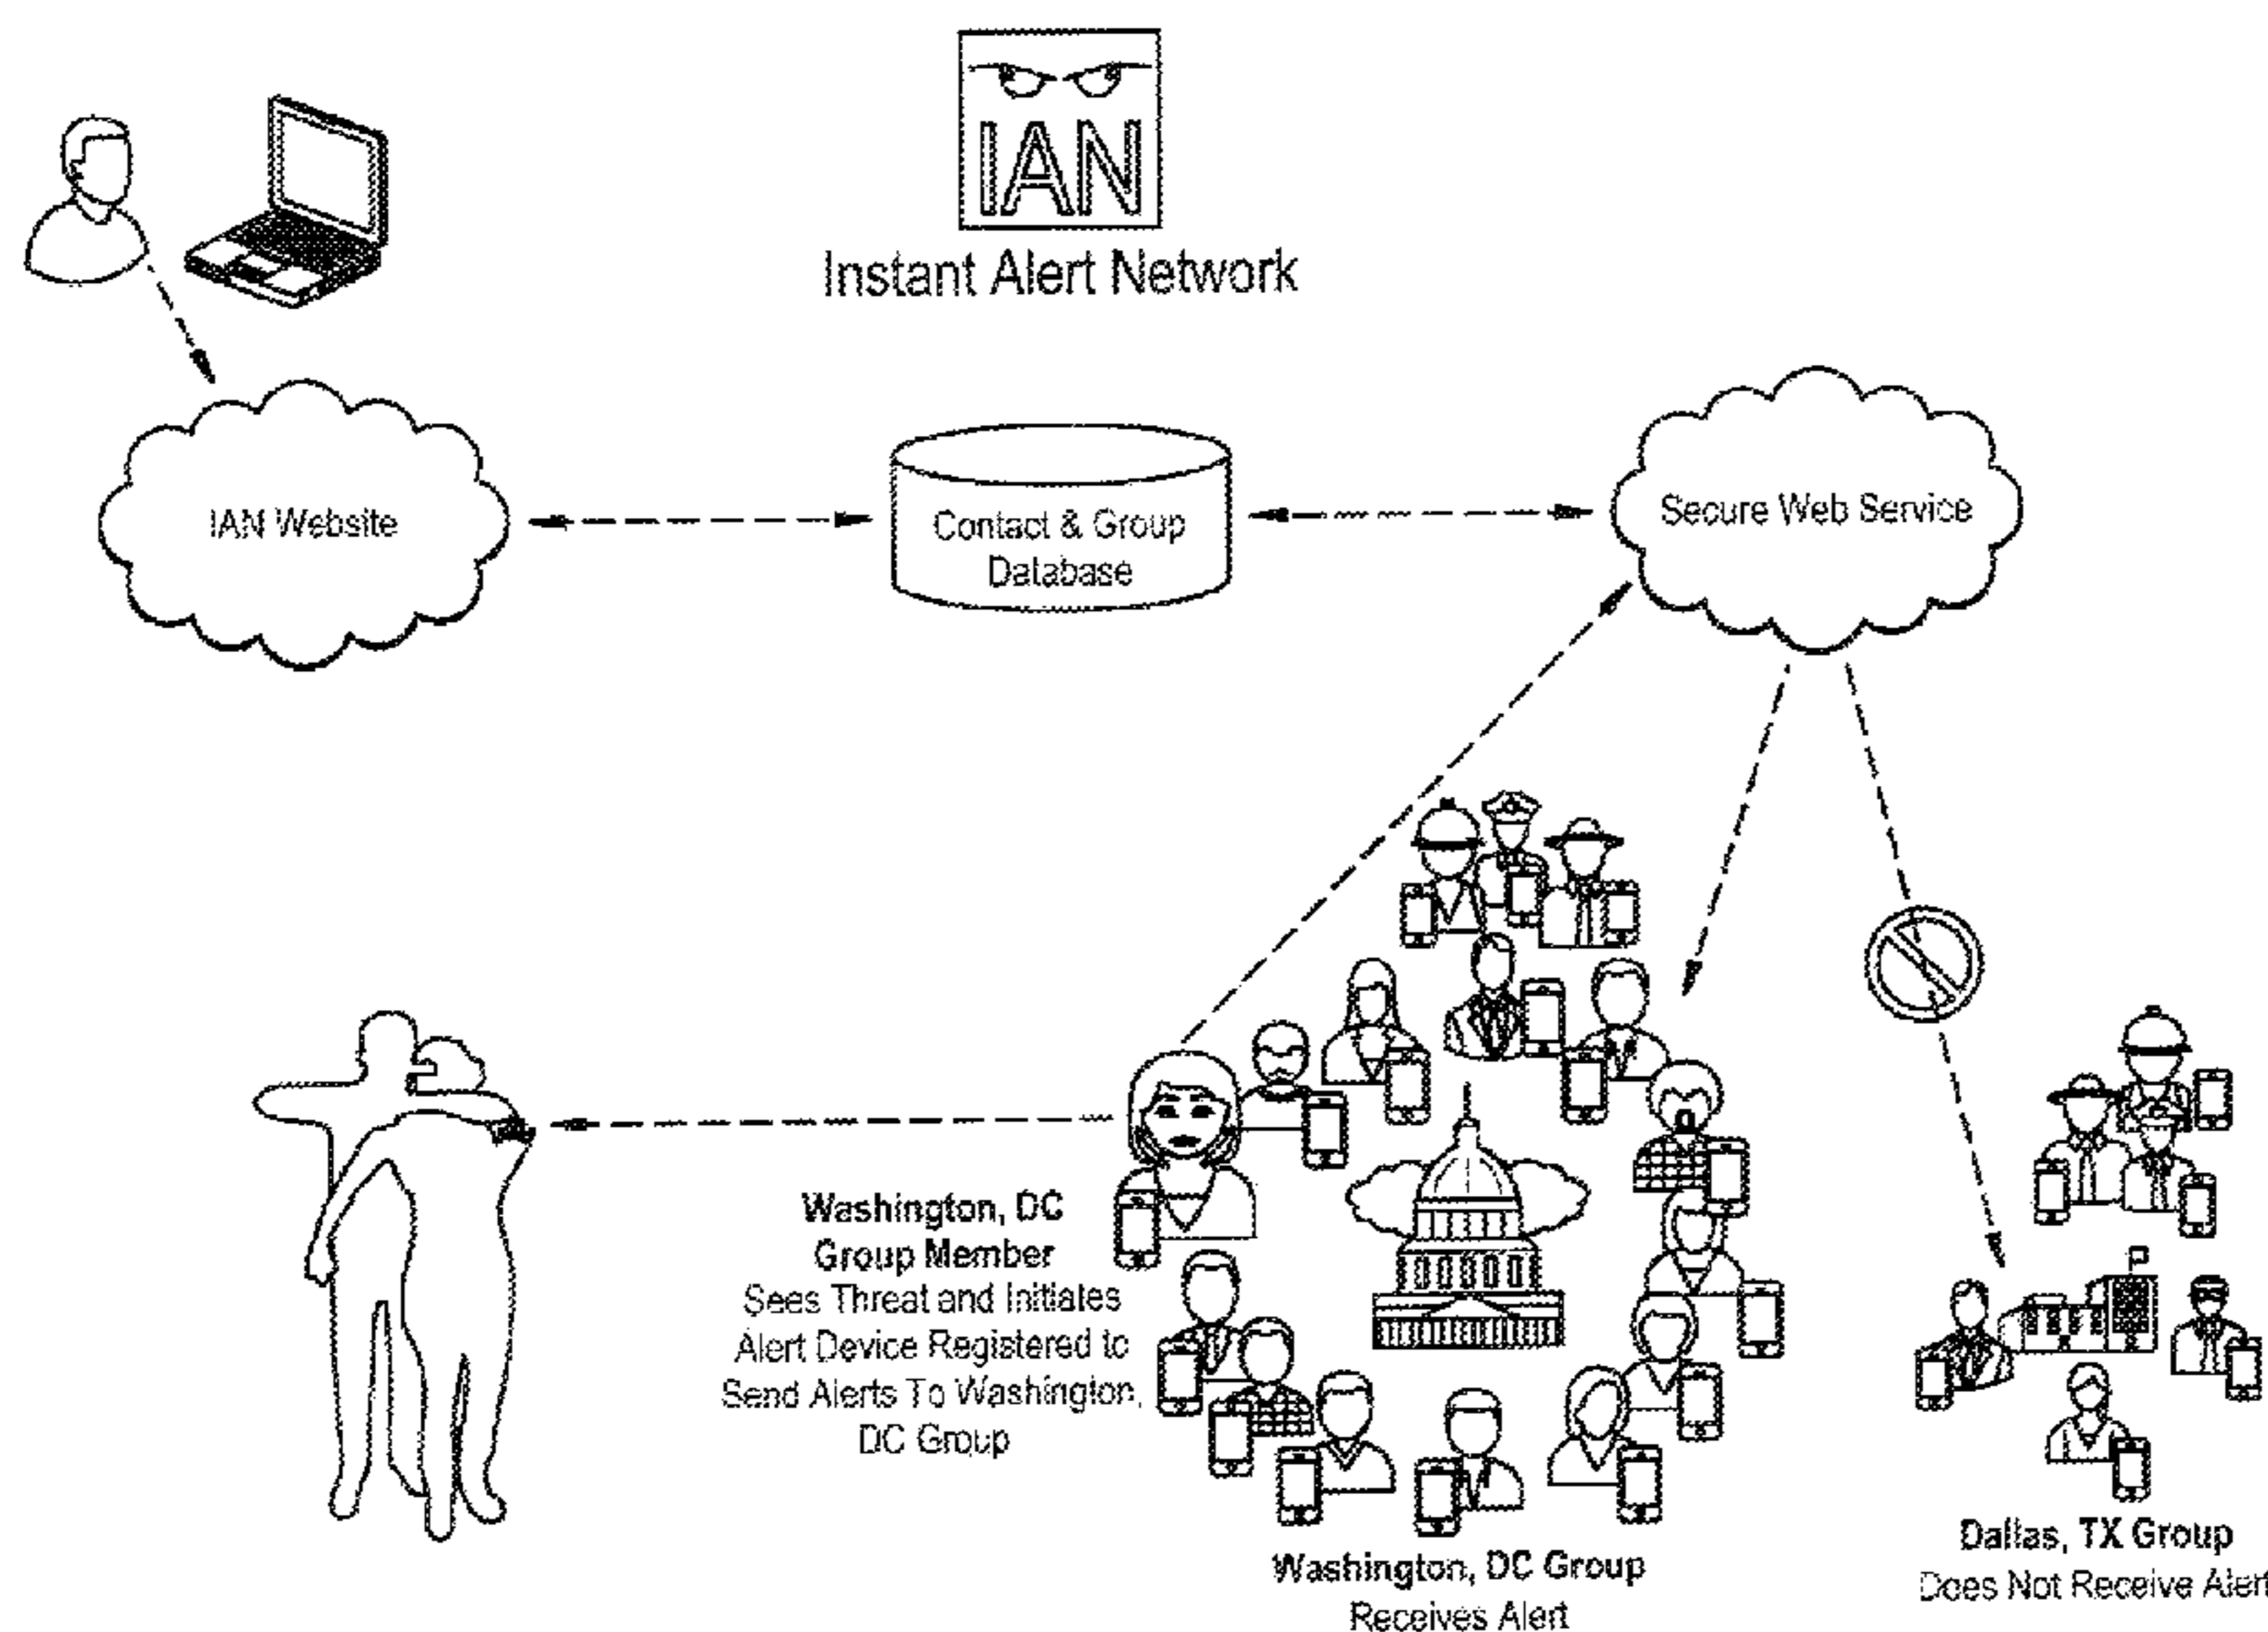 IAN
Instant Alert Network
IAN Website
Contact & Group
Database
Secure Web Service
Washington, DC
Group Member
Sees Threat and Initiates
Alert Device Registered to
Send Alerts To Washington,
DC Group
Washington, DC Group
Receives Alert
Dallas, TX Group
Does Not Receive Alert